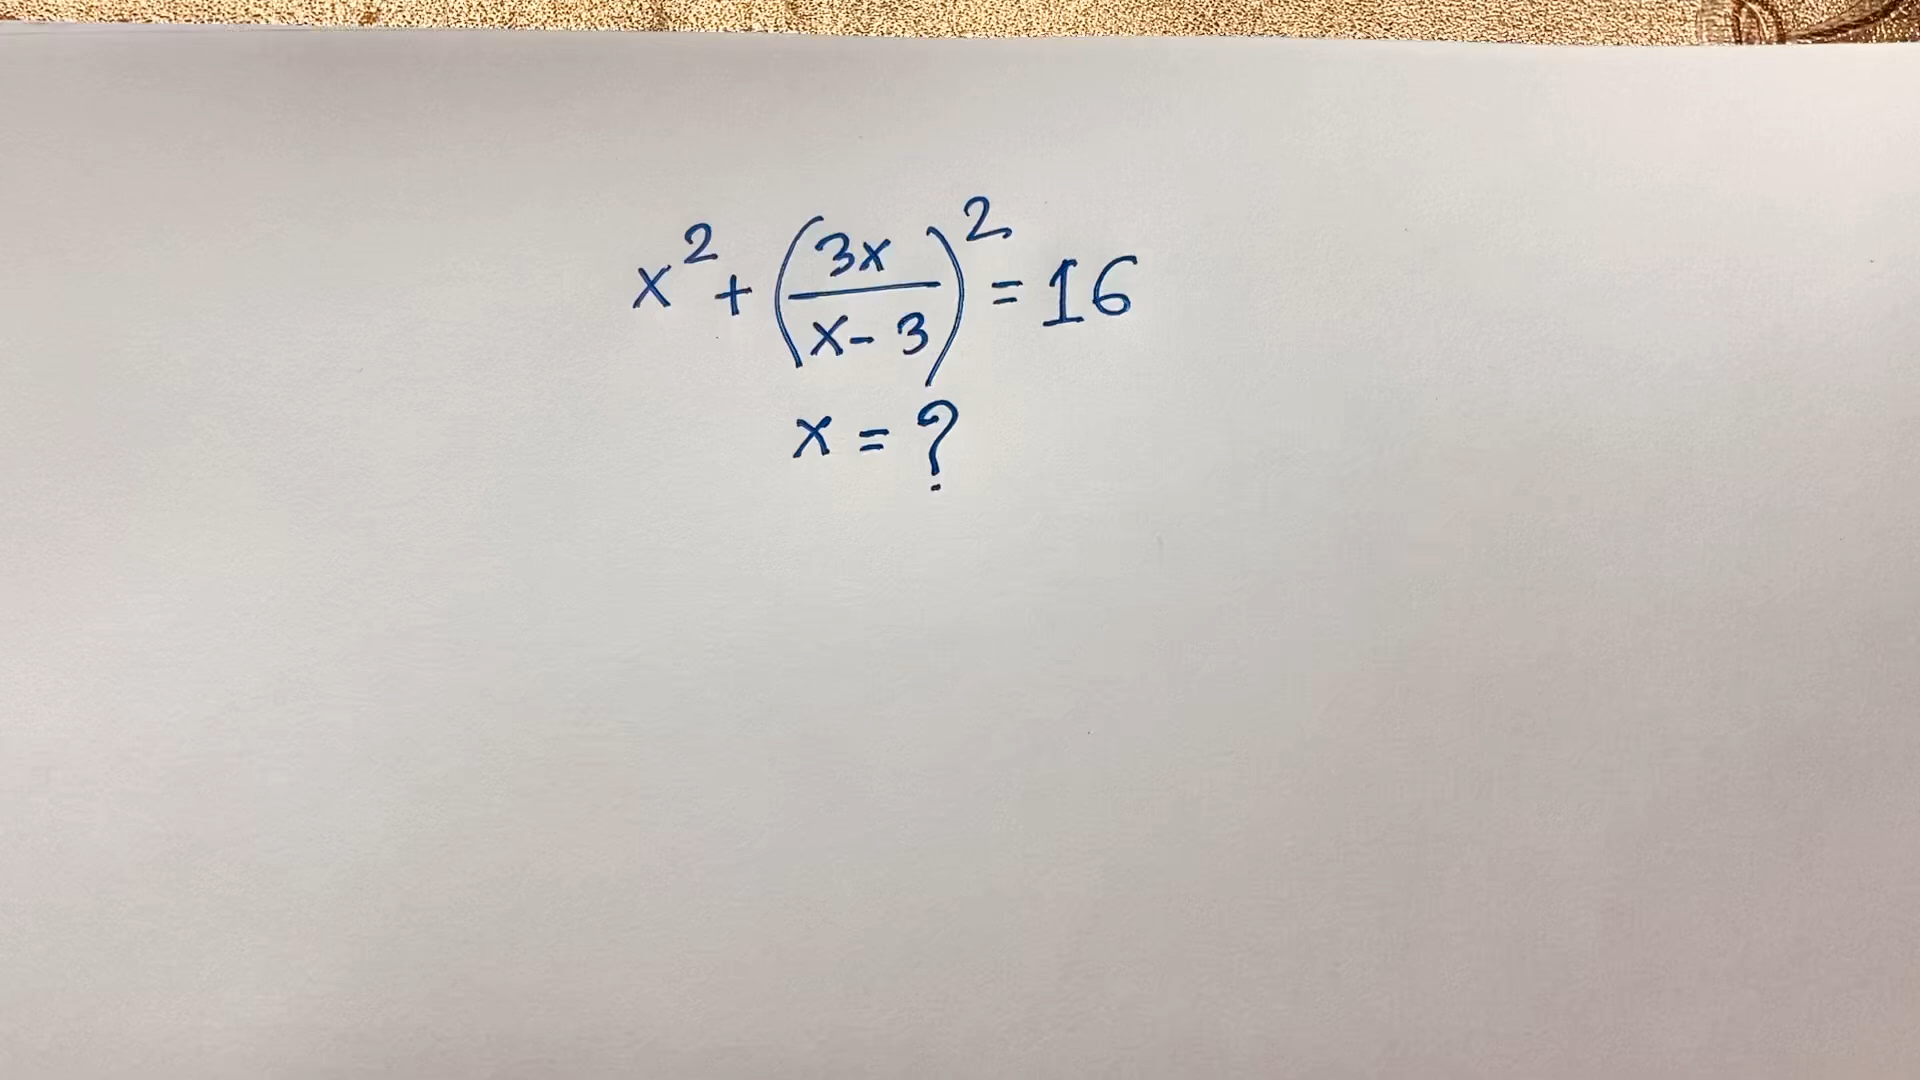 x² + (3x / x - 3)² = 16
x = ?